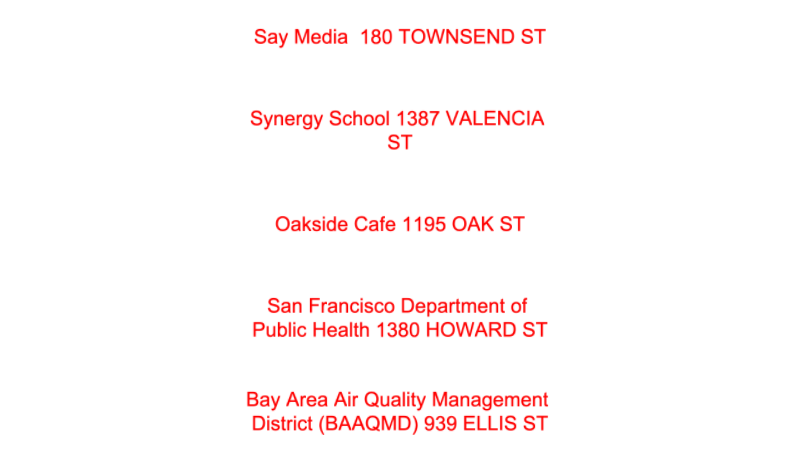 Say Media  180 TOWNSEND ST
Synergy School 1387 VALENCIA
ST
Oakside Cafe 1195 OAK ST
San Francisco Department of
Public Health 1380 HOWARD ST
Bay Area Air Quality Management
District (BAAQMD) 939 ELLIS ST